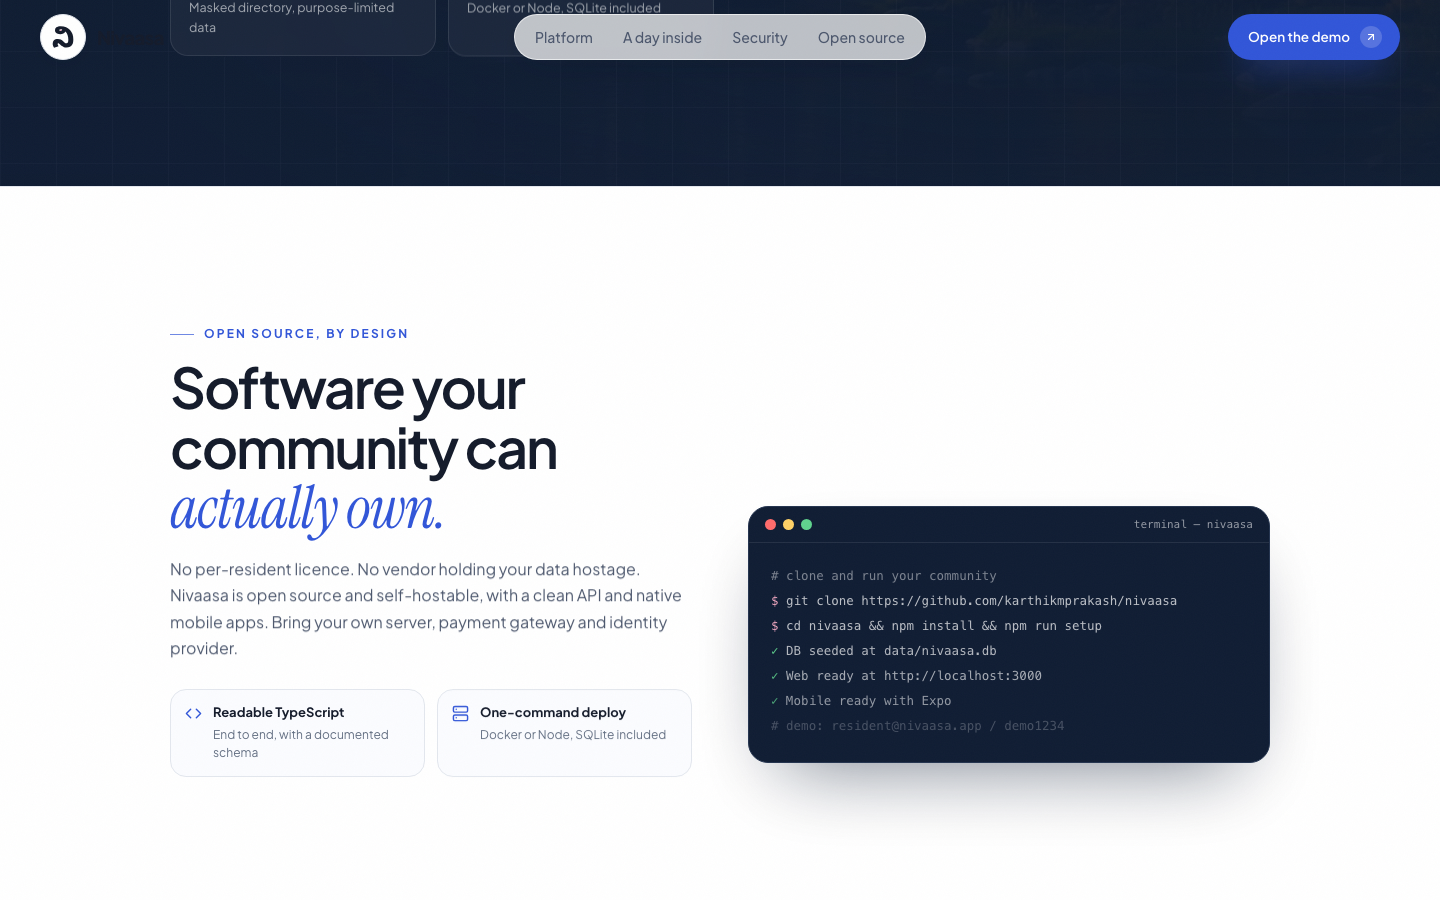 Masked directory, purpose-limited
data
Docker or Node, SQLite included
Platform
A day inside
Security
Open source
Open the demo
OPEN SOURCE, BY DESIGN
Software your
community can
actually own.
No per-resident licence. No vendor holding your data hostage.
Nivaasa is open source and self-hostable, with a clean API and native
mobile apps. Bring your own server, payment gateway and identity
provider.
Readable TypeScript
End to end, with a documented
schema
One-command deploy
Docker or Node, SQLite included
terminal — nivaasa
# clone and run your community
$ git clone https://github.com/karthikmprakash/nivaasa
$ cd nivaasa && npm install && npm run setup
✓ DB seeded at data/nivaasa.db
✓ Web ready at http://localhost:3000
✓ Mobile ready with Expo
# demo: resident@nivaasa.app / demo1234